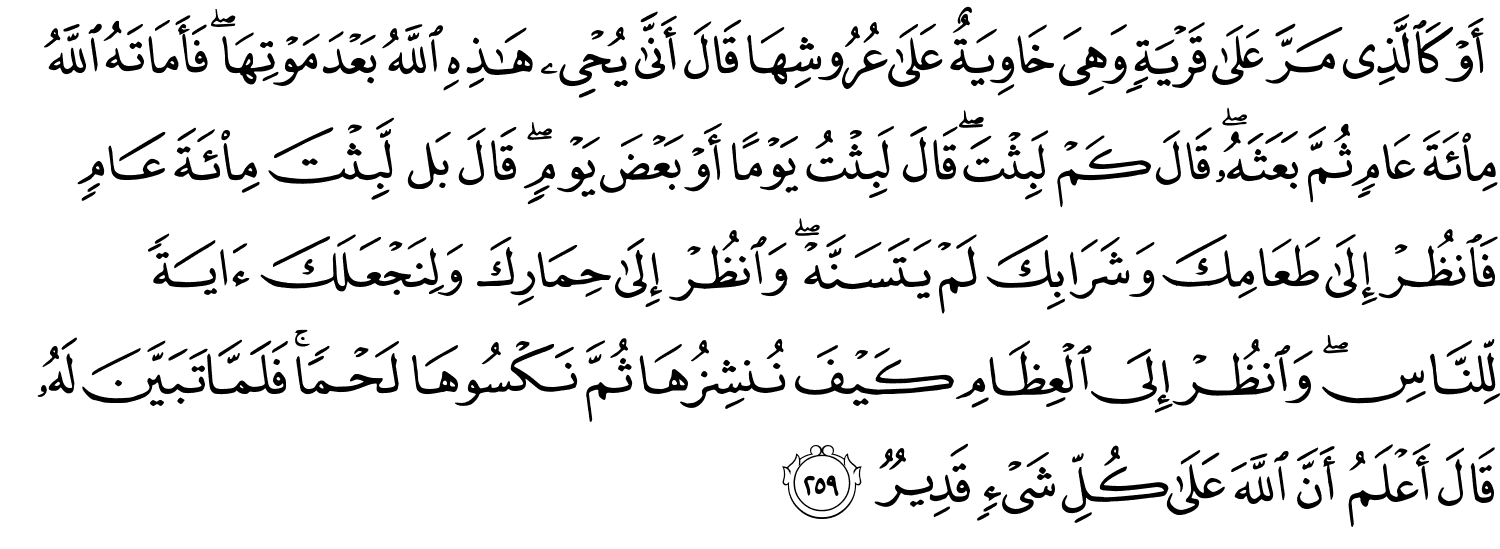 أَوۡ كَٱلَّذِى مَرَّ عَلَىٰ قَرۡيَةٍ وَهِىَ خَاوِيَةٌ عَلَىٰ عُرُوشِهَا قَالَ أَنَّىٰ يُحۡىِۦ هَـٰذِهِ ٱللَّهُ بَعۡدَ مَوۡتِهَاۖ فَأَمَاتَهُ ٱللَّهُ
مِاْئَةَ عَامٍ ثُمَّ بَعَثَهُۥۖ قَالَ كَمۡ لَبِثۡتَۖ قَالَ لَبِثۡتُ يَوۡمًا أَوۡ بَعۡضَ يَوۡمٍۖ قَالَ بَل لَّبِثۡتَ مِاْئَةَ عَامٍ
فَٱنظُرۡ إِلَىٰ طَعَامِكَ وَشَرَابِكَ لَمۡ يَتَسَنَّهۡۖ وَٱنظُرۡ إِلَىٰ حِمَارِكَ وَلِنَجۡعَلَكَ ءَايَةً
لِّلنَّاسِۖ وَٱنظُرۡ إِلَى ٱلۡعِظَامِ كَيۡفَ نُنشِزُهَا ثُمَّ نَكۡسُوهَا لَحۡمًاۚ فَلَمَّا تَبَيَّنَ لَهُۥ
قَالَ أَعۡلَمُ أَنَّ ٱللَّهَ عَلَىٰ كُلِّ شَىۡءٍ قَدِيرٌ ٢٥٩